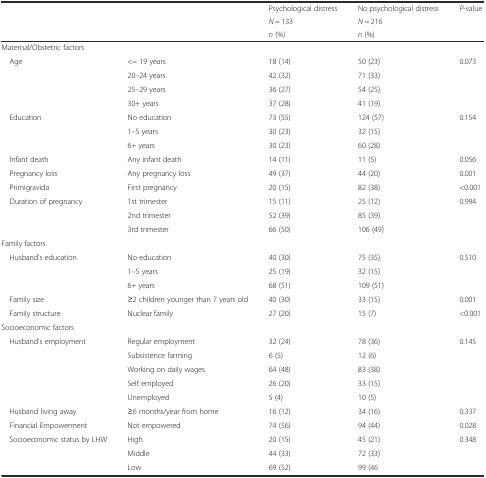 Psychological distress No psychological distress P-value
N = 133 N = 216
n (%) n (%)
Maternal/Obstetric factors
Age <= 19 years 18 (14) 50 (23) 0.073
20–24 years 42 (32) 71 (33)
25–29 years 36 (27) 54 (25)
30+ years 37 (28) 41 (19)
Education No education 73 (55) 124 (57) 0.154
1–5 years 30 (23) 32 (15)
6+ years 30 (23) 60 (28)
Infant death Any infant death 14 (11) 11 (5) 0.056
Pregnancy loss Any pregnancy loss 49 (37) 44 (20) 0.001
Primigravida First pregnancy 20 (15) 82 (38) <0.001
Duration of pregnancy 1st trimester 15 (11) 25 (12) 0.994
2nd trimester 52 (39) 85 (39)
3rd trimester 66 (50) 106 (49)
Family factors
Husband's education No education 40 (30) 75 (35) 0.510
1–5 years 25 (19) 32 (15)
6+ years 68 (51) 109 (51)
Family size ≥2 children younger than 7 years old 40 (30) 33 (15) 0.001
Family structure Nuclear family 27 (20) 15 (7) <0.001
Socioeconomic factors
Husband's employment Regular employment 32 (24) 78 (36) 0.145
Subsistence farming 6 (5) 12 (6)
Working on daily wages 64 (48) 83 (38)
Self employed 26 (20) 33 (15)
Unemployed 5 (4) 10 (5)
Husband living away ≥6 months/year from home 16 (12) 34 (16) 0.337
Financial Empowerment Not empowered 74 (56) 94 (44) 0.028
Socioeconomic status by LHW High 20 (15) 45 (21) 0.348
Middle 44 (33) 72 (33)
Low 69 (52) 99 (46